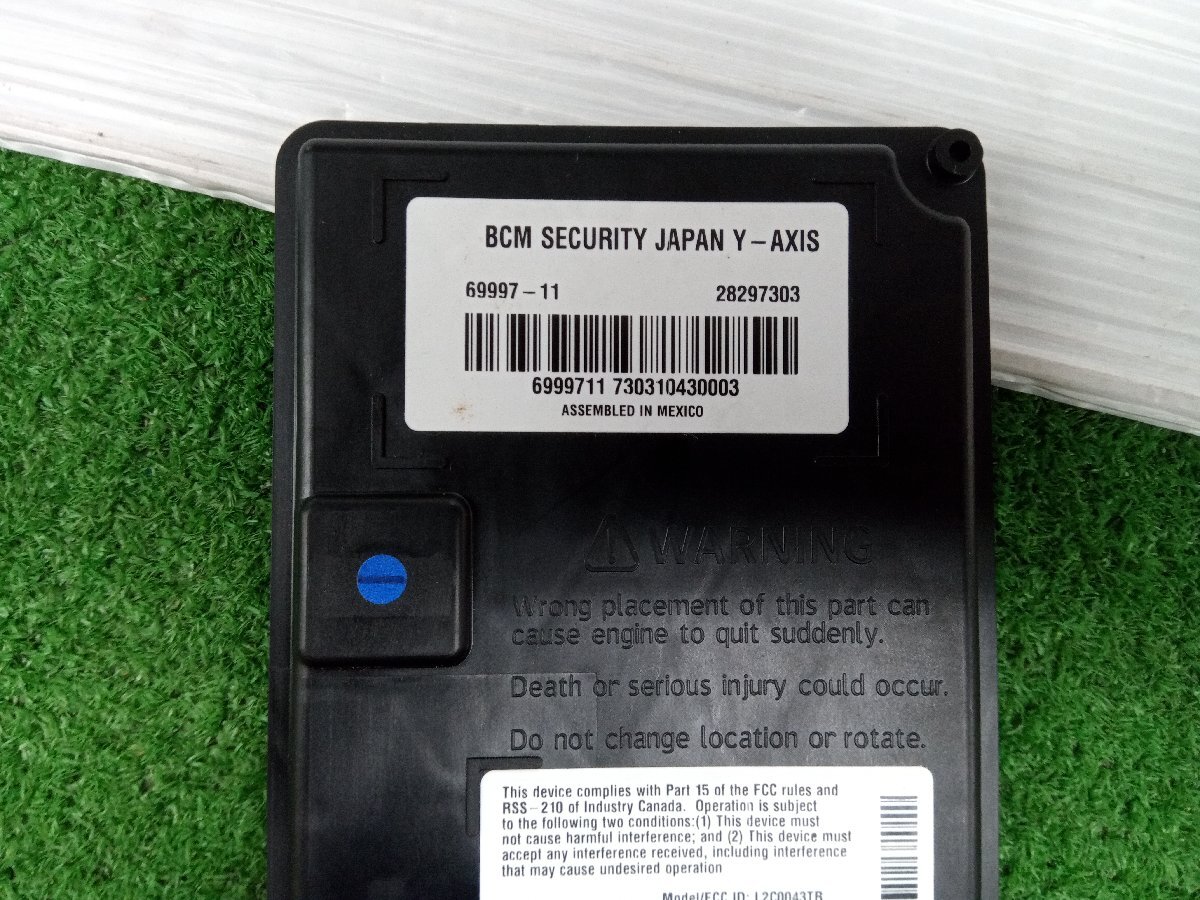 BCM SECURITY JAPAN Y-AXIS
69997-11 28297303
6999711 730310430003
ASSEMBLED IN MEXICO
WARNING
Wrong placement of this part can
cause engine to quit suddenly.
Death or serious injury could occur.
Do not change location or rotate.
This device complies with Part 15 of the FCC rules and
RSS-210 of Industry Canada. Operation is subject
to the following two conditions:(1) This device must
not cause harmful interference; and (2) This device must
accept any interference received, including interference
that may cause undesired operation
Model/FCC ID: L2C0043TR